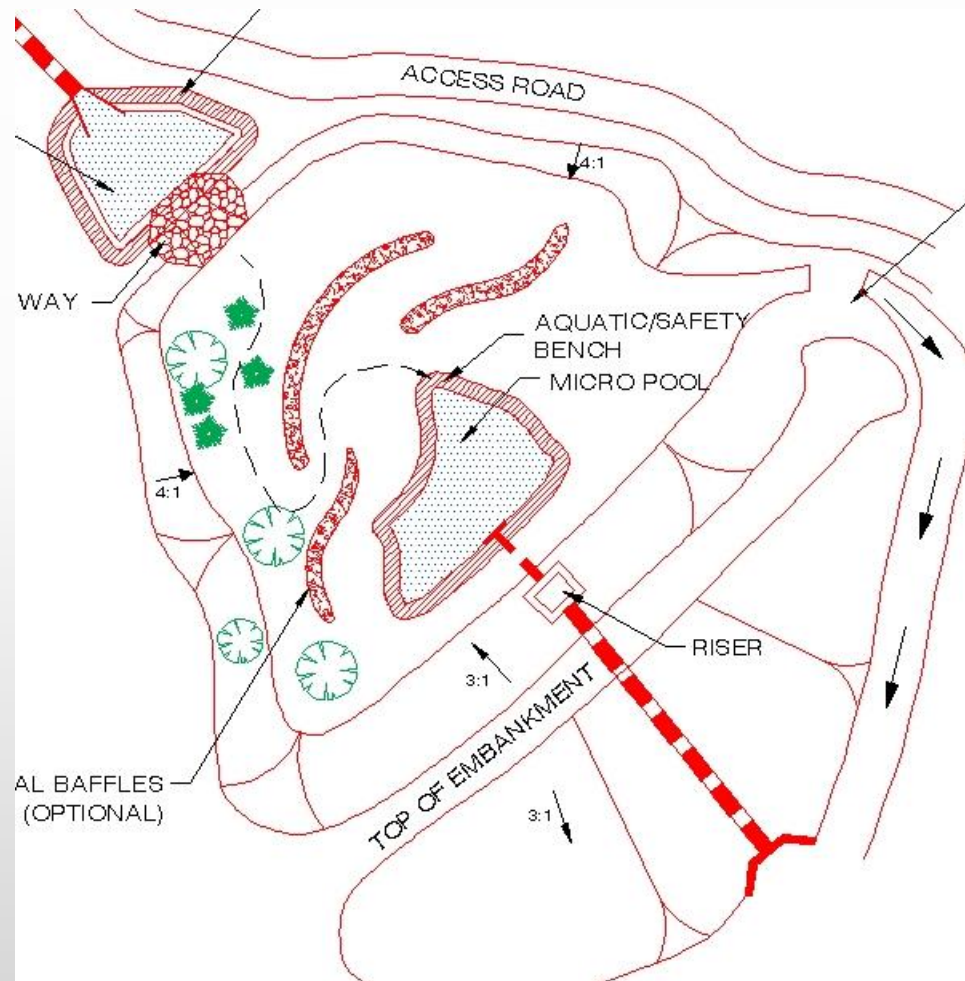 ACCESS ROAD
4:1
WAY
AQUATIC/SAFETY
BENCH
MICRO POOL
4:1
RISER
3:1
TOP OF EMBANKMENT
AL BAFFLES
(OPTIONAL)
3:1